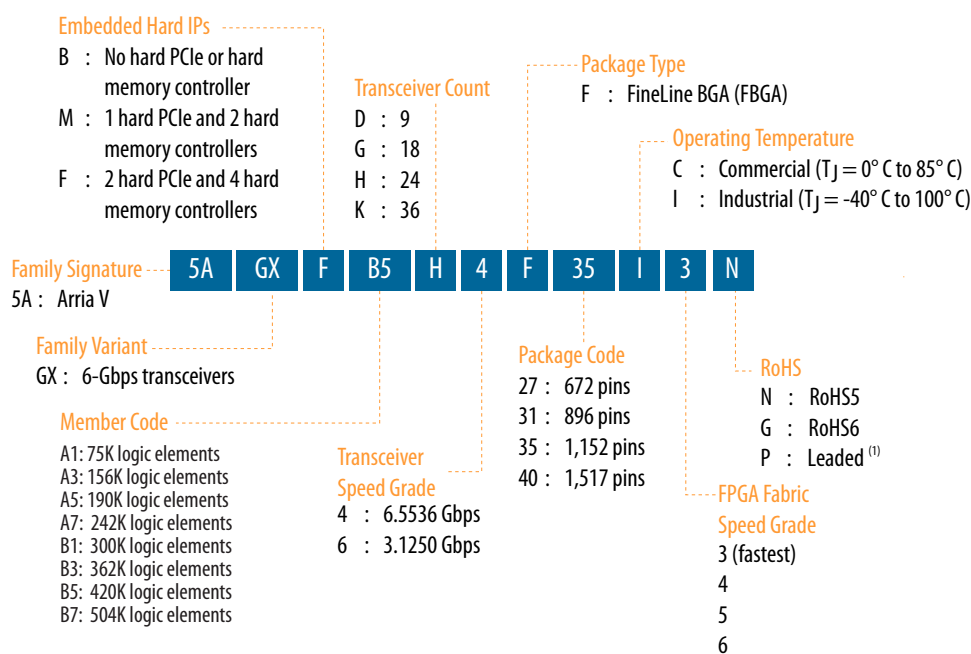 Embedded Hard IPs
B : No hard PCIe or hard
memory controller
M : 1 hard PCIe and 2 hard
memory controllers
F : 2 hard PCIe and 4 hard
memory controllers
Transceiver Count
D : 9
G : 18
H : 24
K : 36
Package Type
F : FineLine BGA (FBGA)
Operating Temperature
C : Commercial (TJ = 0° C to 85° C)
I : Industrial (TJ = -40° C to 100° C)
Family Signature
5A : Arria V
5A GX F B5 H 4 F 35 I 3 N
Family Variant
GX : 6-Gbps transceivers
Member Code
A1: 75K logic elements
A3: 156K logic elements
A5: 190K logic elements
A7: 242K logic elements
B1: 300K logic elements
B3: 362K logic elements
B5: 420K logic elements
B7: 504K logic elements
Transceiver
Speed Grade
4 : 6.5536 Gbps
6 : 3.1250 Gbps
Package Code
27 : 672 pins
31 : 896 pins
35 : 1,152 pins
40 : 1,517 pins
RoHS
N : RoHS5
G : RoHS6
P : Leaded (1)
FPGA Fabric
Speed Grade
3 (fastest)
4
5
6